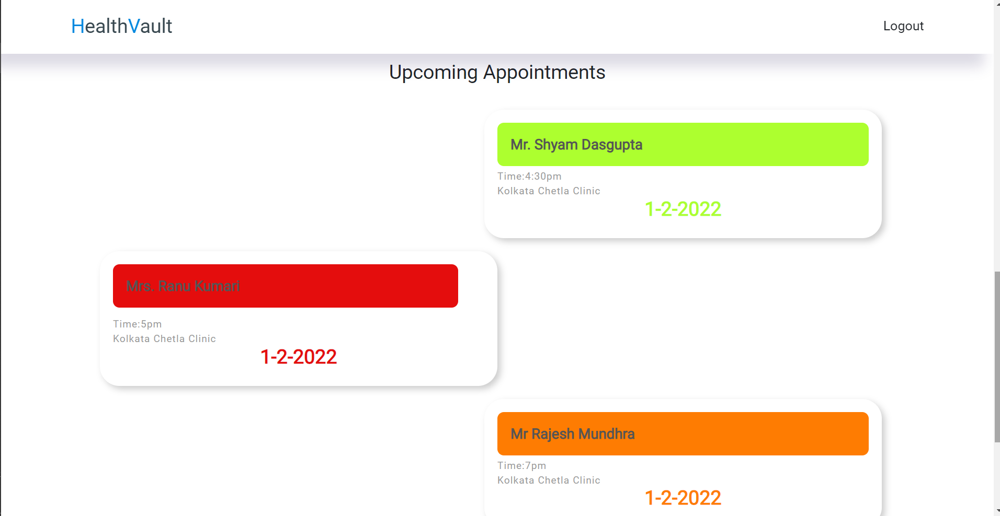 HealthVault
Logout
Upcoming Appointments
Mr. Shyam Dasgupta
Time:4:30pm
Kolkata Chetla Clinic
1-2-2022
Mrs. Ranu Kumari
Time:5pm
Kolkata Chetla Clinic
1-2-2022
Mr Rajesh Mundhra
Time:7pm
Kolkata Chetla Clinic
1-2-2022